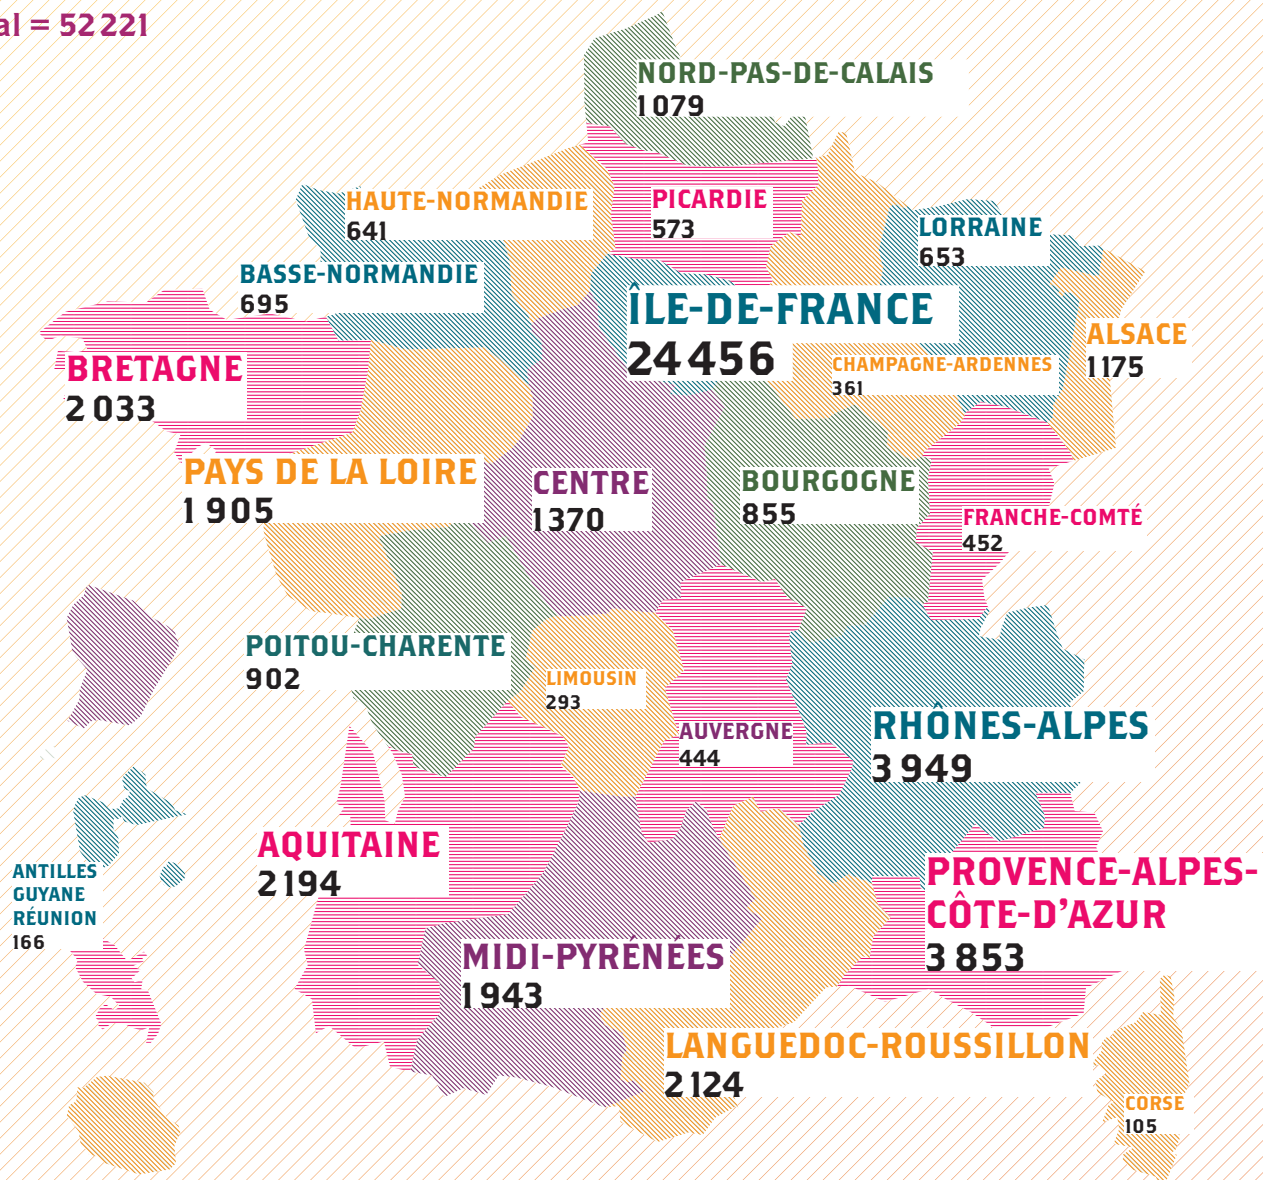 al = 52 221
NORD-PAS-DE-CALAIS
1 079
HAUTE-NORMANDIE
641
PICARDIE
573
LORRAINE
653
BASSE-NORMANDIE
695
ÎLE-DE-FRANCE
24 456
ALSACE
1 175
CHAMPAGNE-ARDENNES
361
BRETAGNE
2 033
PAYS DE LA LOIRE
1 905
CENTRE
1 370
BOURGOGNE
855
FRANCHE-COMTÉ
452
POITOU-CHARENTE
902
LIMOUSIN
293
AUVERGNE
444
RHÔNES-ALPES
3 949
AQUITAINE
2 194
ANTILLES
GUYANE
RÉUNION
166
PROVENCE-ALPES-
CÔTE-D’AZUR
3 853
MIDI-PYRÉNÉES
1 943
LANGUEDOC-ROUSSILLON
2 124
CORSE
105